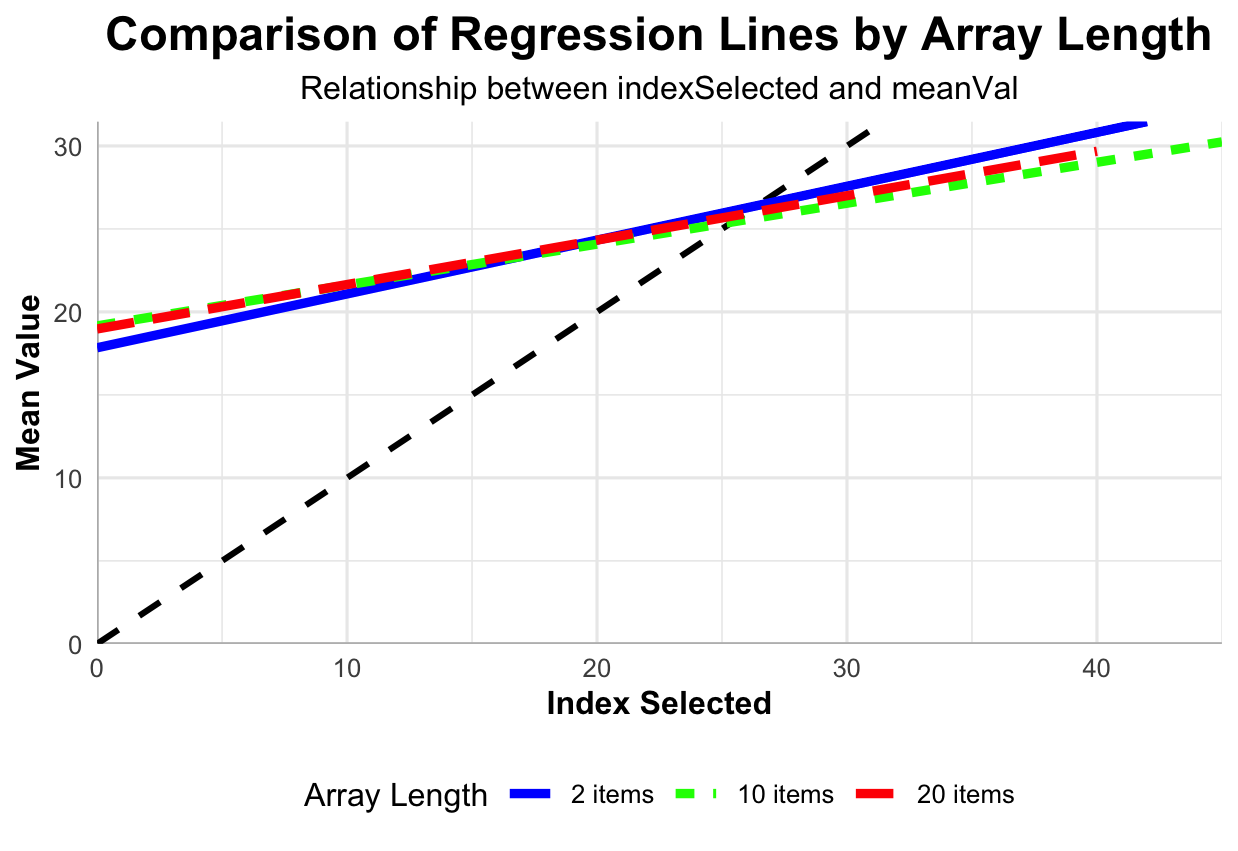 Comparison of Regression Lines by Array Length
Relationship between indexSelected and meanVal
30
20
10
0
Mean Value
0 10 20 30 40
Index Selected
Array Length 2 items 10 items 20 items